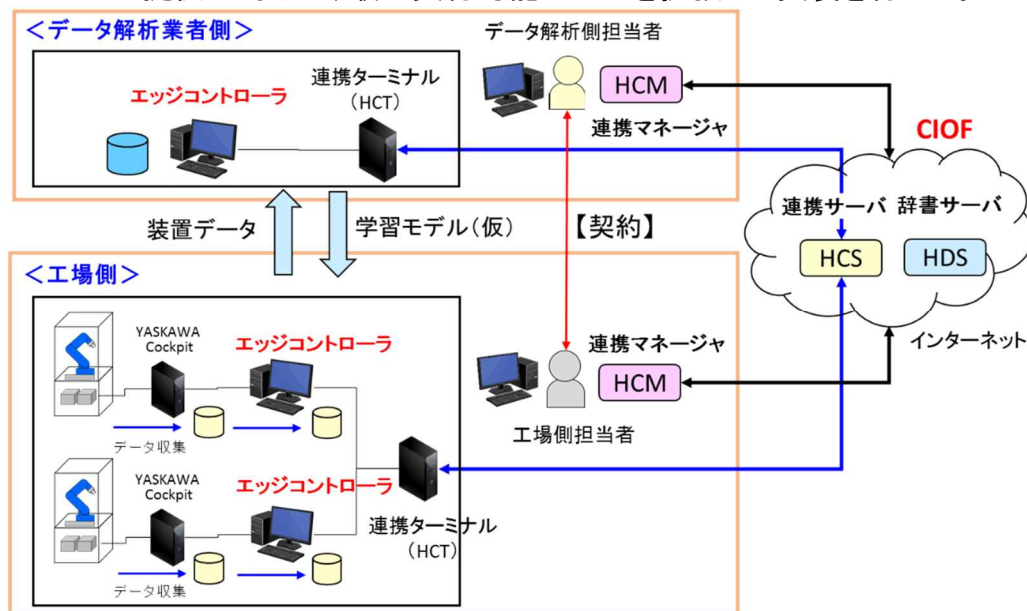 ＜データ解析業者側＞
データ解析側担当者
エッジコントローラ
連携ターミナル
（HCT）
HCM
連携マネージャ
CIOF
連携サーバ 辞書サーバ
HCS
HDS
インターネット
装置データ
学習モデル（仮）
【契約】
＜工場側＞
YASKAWA
Cockpit
エッジコントローラ
データ収集
連携マネージャ
HCM
工場側担当者
YASKAWA
Cockpit
エッジコントローラ
データ収集
連携ターミナル
（HCT）